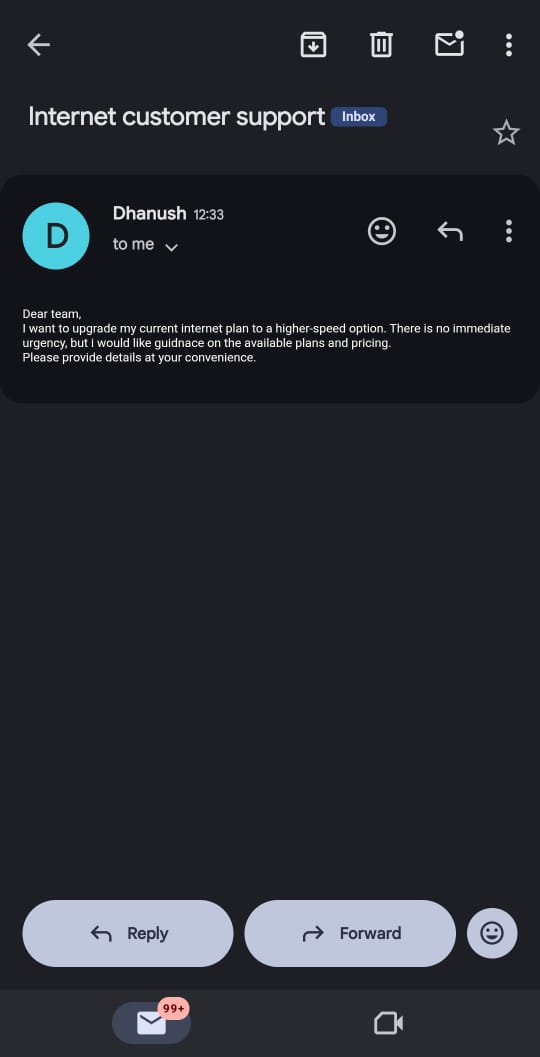 Internet customer support Inbox
D
Dhanush 12:33
to me
Dear team,
I want to upgrade my current internet plan to a higher-speed option. There is no immediate
urgency, but i would like guidnace on the available plans and pricing.
Please provide details at your convenience.
Reply
Forward
99+